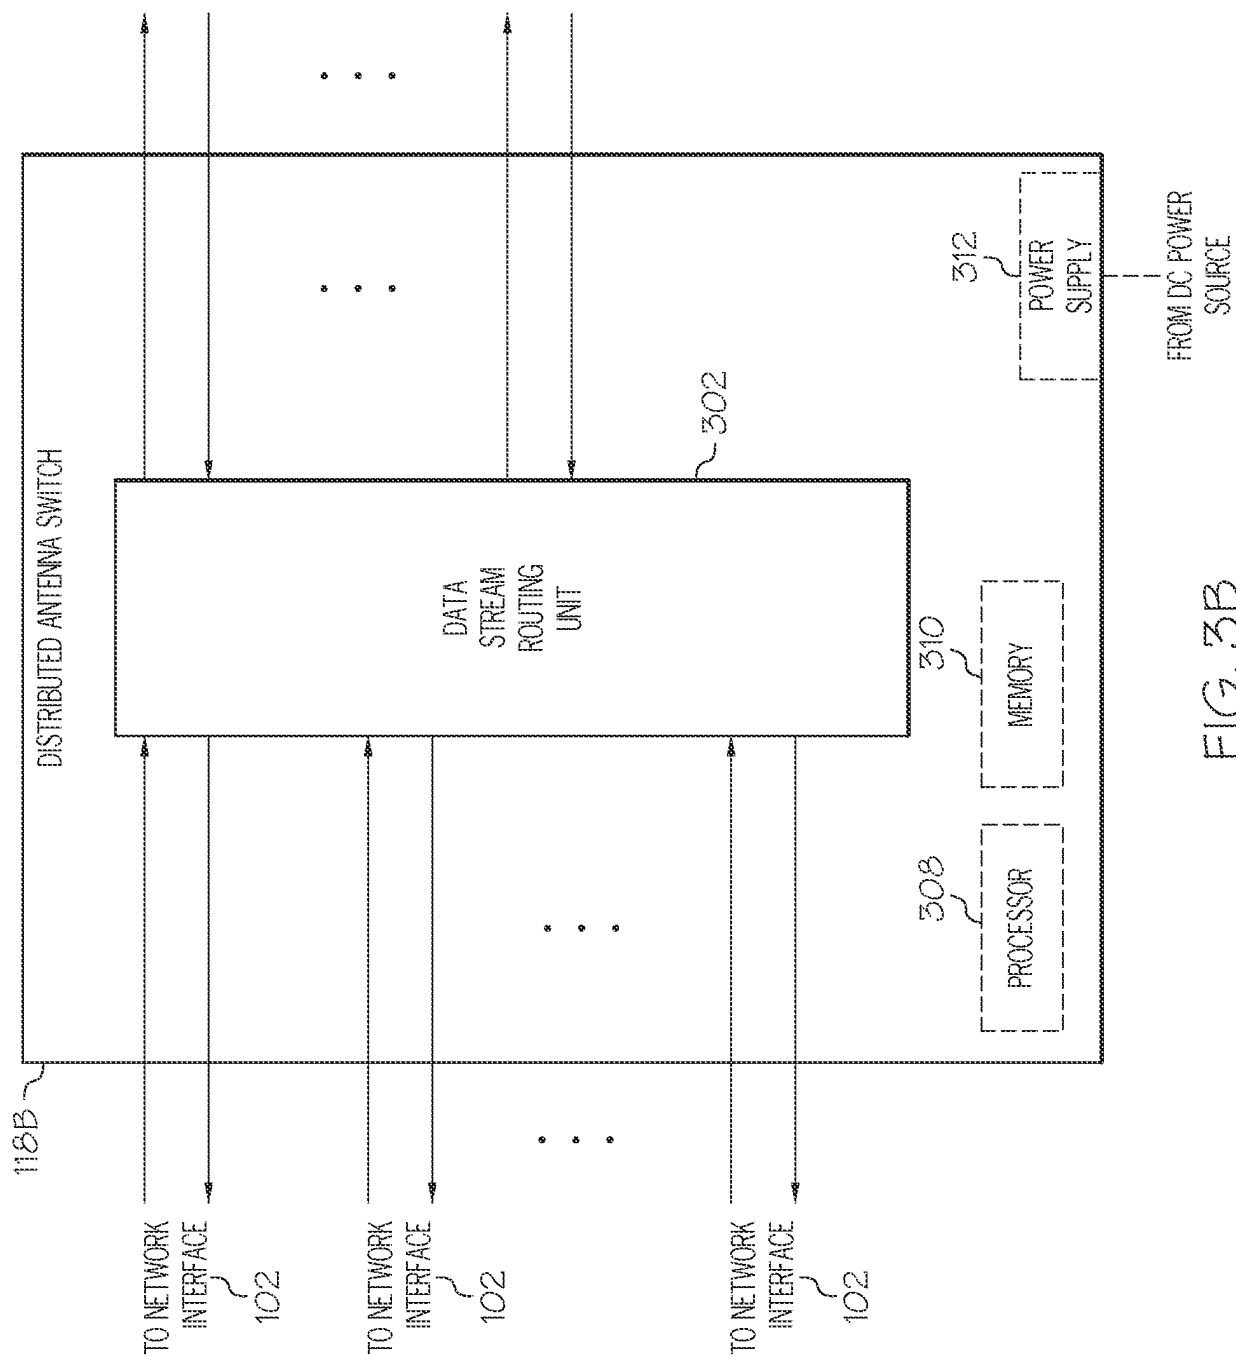 118B
DISTRIBUTED ANTENNA SWITCH
TO NETWORK
INTERFACE
102
TO NETWORK
INTERFACE
102
TO NETWORK
INTERFACE
102
DATA
STREAM
ROUTING
UNIT
302
308
PROCESSOR
310
MEMORY
312
POWER
SUPPLY
FROM DC POWER
SOURCE
FIG. 3B